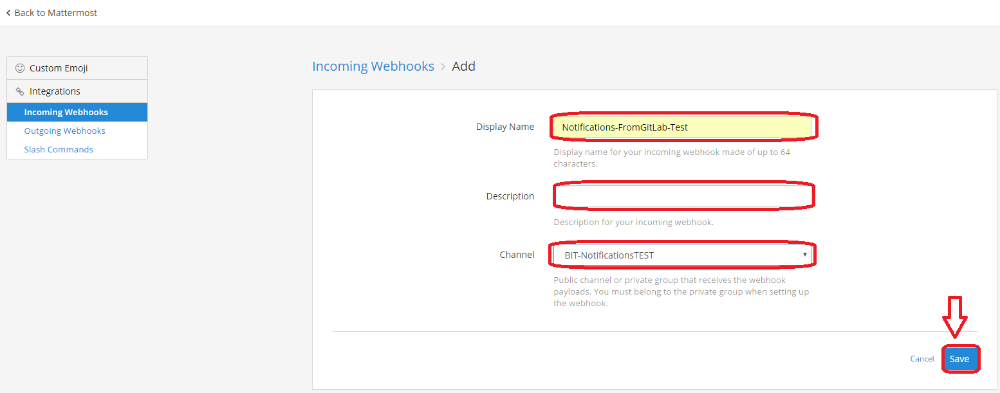 Back to Mattermost
Custom Emoji
Integrations
Incoming Webhooks
Outgoing Webhooks
Slash Commands
Incoming Webhooks > Add
Display Name
Notifications-FromGitLab-Test
Display name for your incoming webhook made of up to 64
characters.
Description
Description for your incoming webhook.
Channel
BIT-NotificationsTEST
Public channel or private group that receives the webhook
payloads. You must belong to the private group when setting up
the webhook.
Cancel
Save